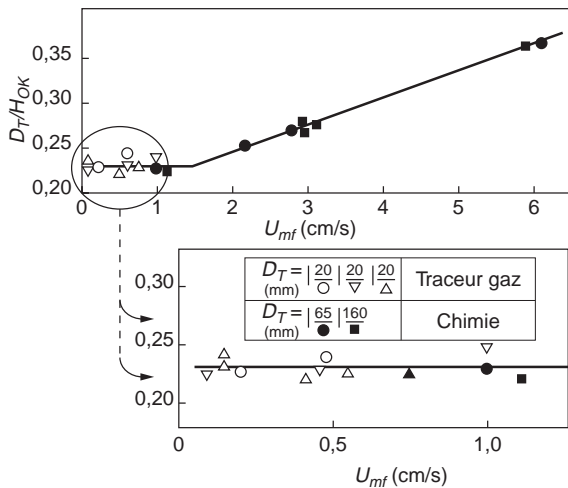 D_T/H_OK
0,35
0,30
0,25
0,20
0 1 2 3 4 5 6
U_mf (cm/s)
D_T = |20|20|20 Traceur gaz
(mm) ○ ▽ △
D_T = |65|160 Chimie
(mm) ● ■
0,30
0,25
0,20
0 0,5 1,0
U_mf (cm/s)